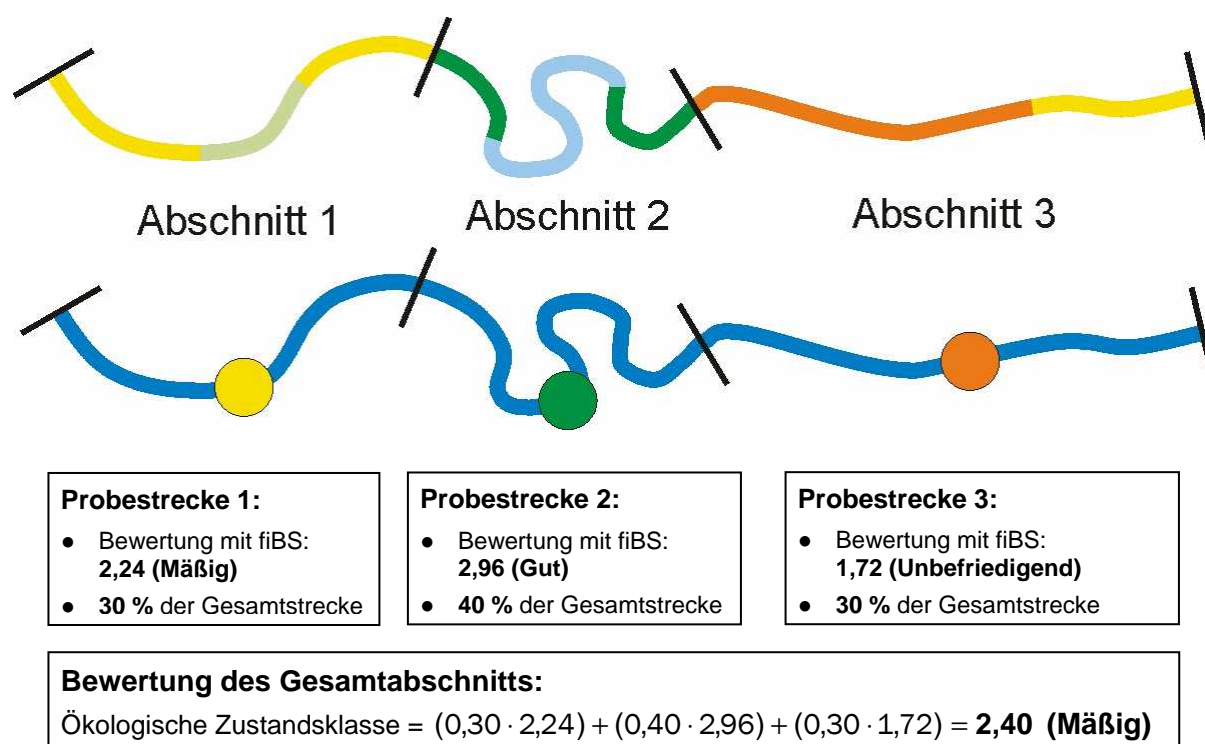 Abschnitt 1
Abschnitt 2
Abschnitt 3
Probestrecke 1:
● Bewertung mit fiBS:
2,24 (Mäßig)
● 30 % der Gesamtstrecke
Probestrecke 2:
● Bewertung mit fiBS:
2,96 (Gut)
● 40 % der Gesamtstrecke
Probestrecke 3:
● Bewertung mit fiBS:
1,72 (Unbefriedigend)
● 30 % der Gesamtstrecke
Bewertung des Gesamtabschnitts:
Ökologische Zustandsklasse = (0,30 · 2,24) + (0,40 · 2,96) + (0,30 · 1,72) = 2,40 (Mäßig)